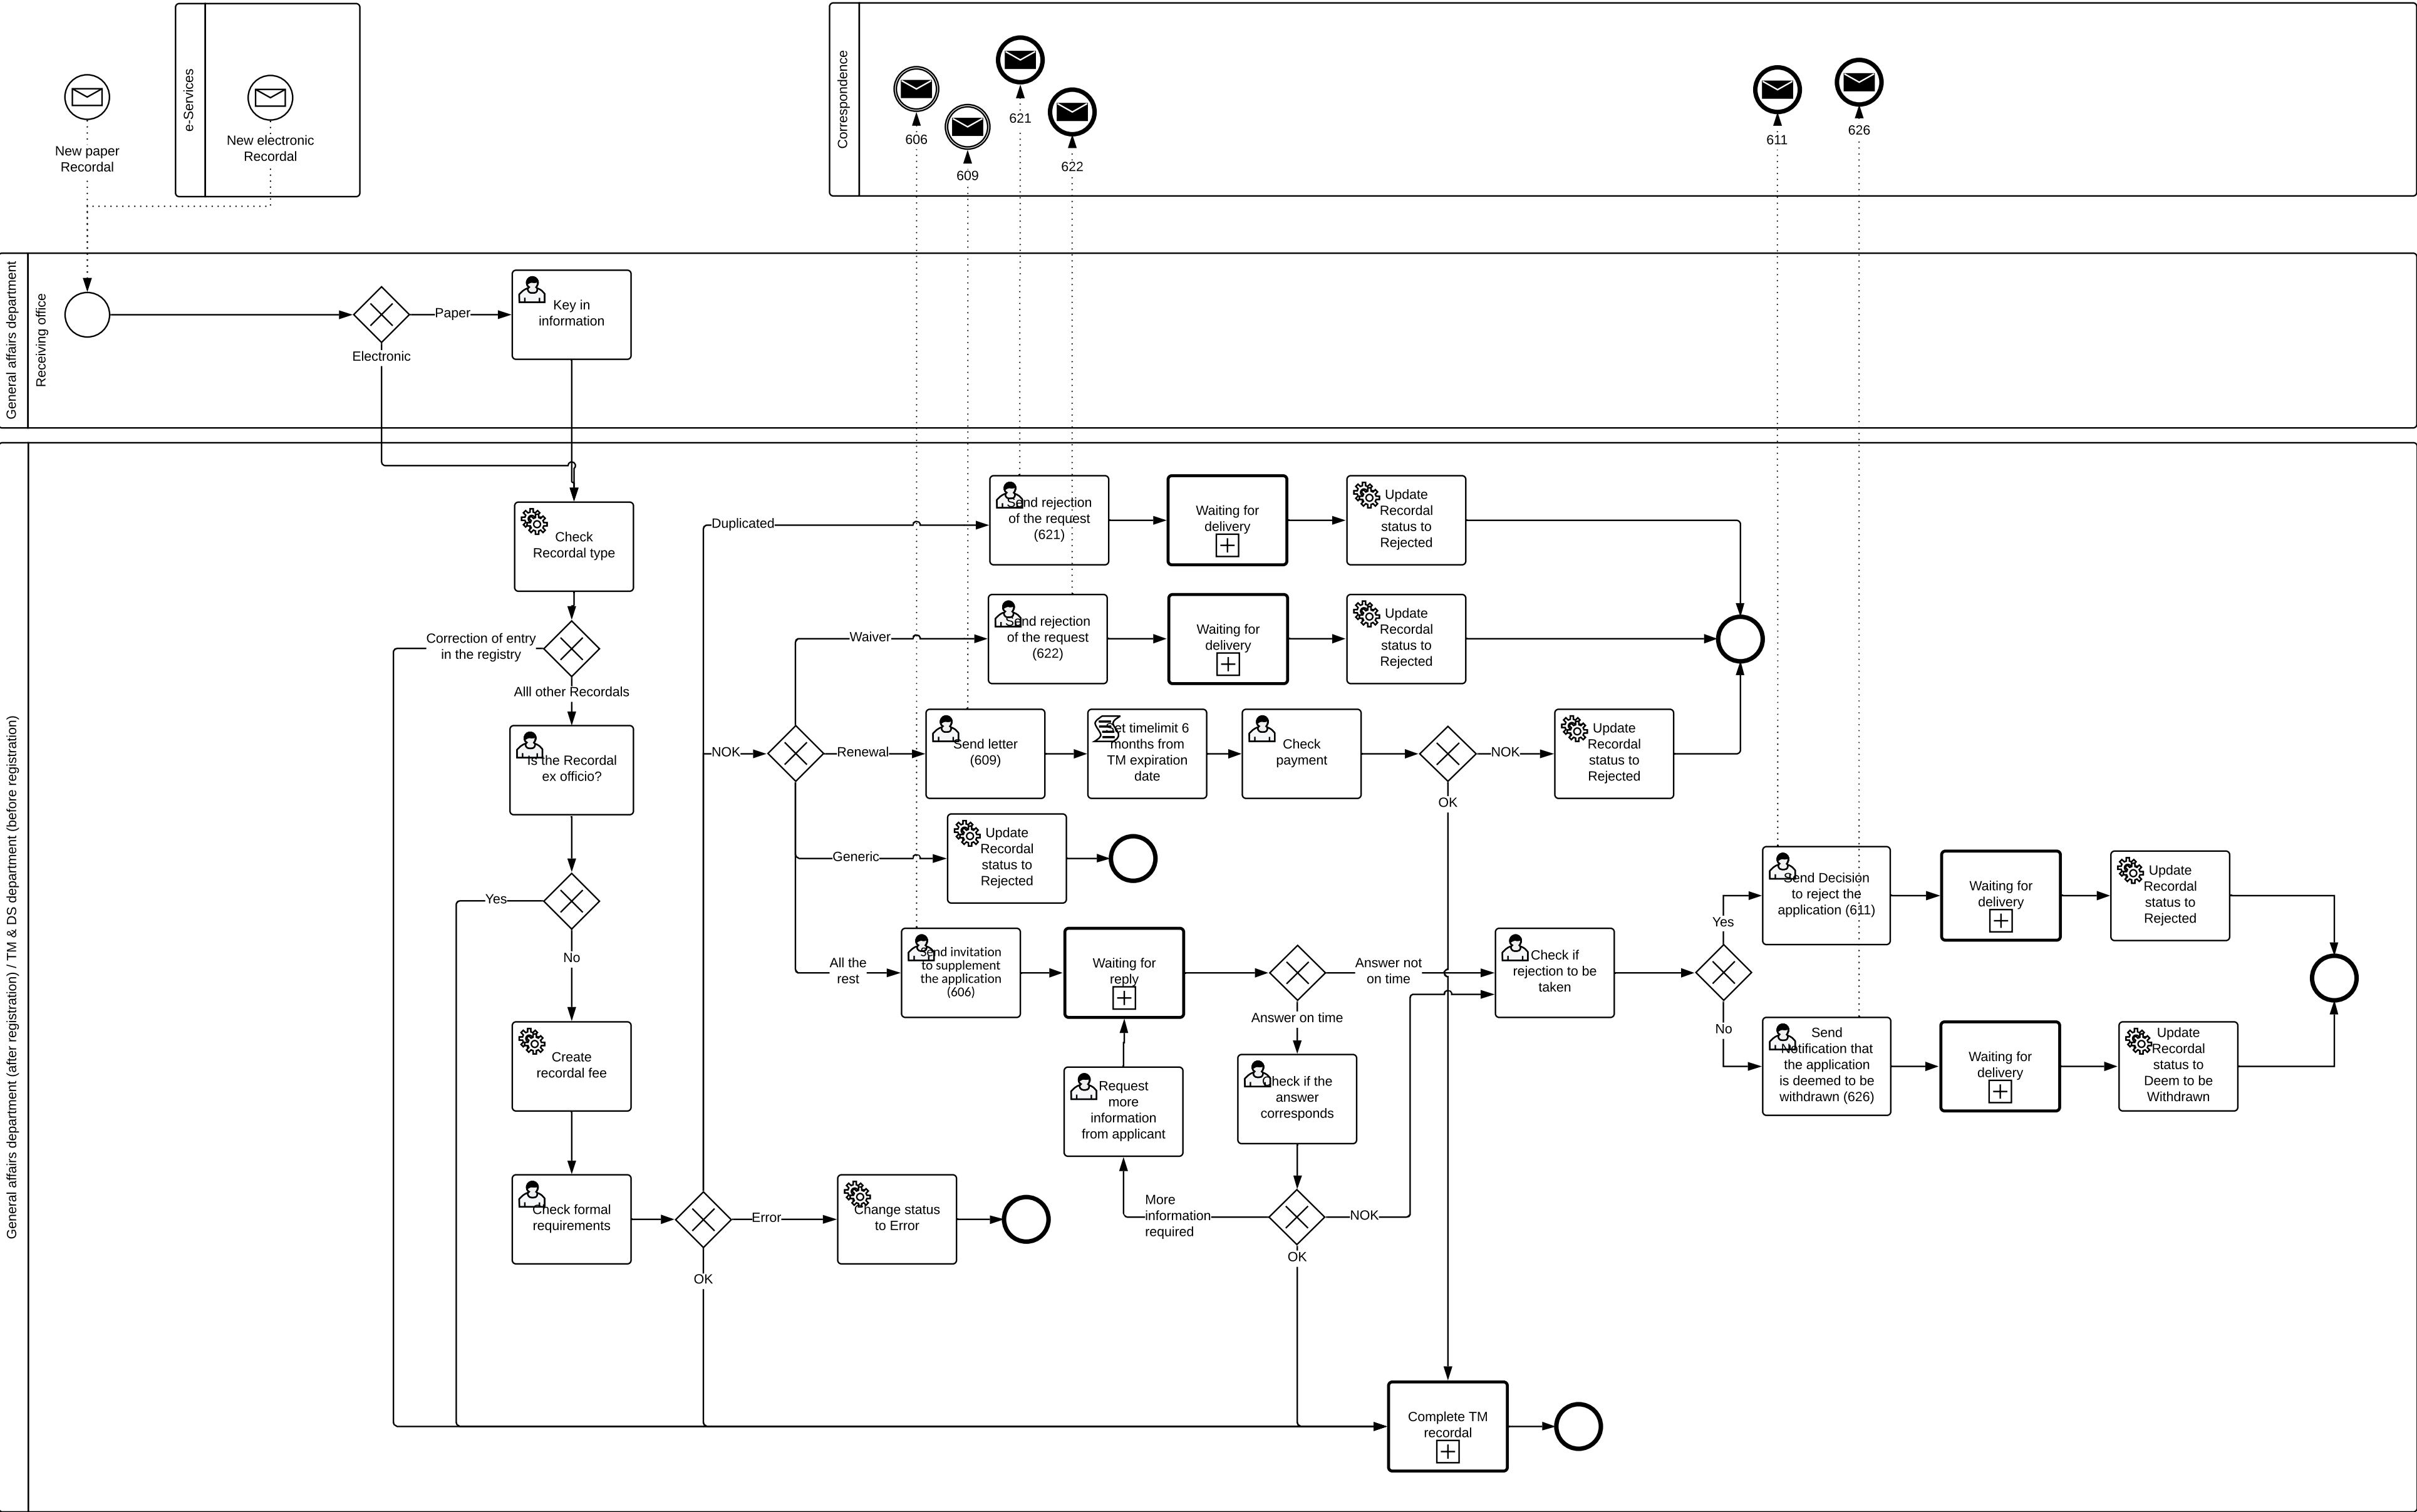 e-Services
New paper
Recordal
New electronic
Recordal
Correspondence
606
609
621
622
611
626
General affairs department
Receiving office
Paper
Electronic
Key in
information
General affairs department (after registration) / TM & DS department (before registration)
Check
Recordal type
Correction of entry
in the registry
Alll other Recordals
Is the Recordal
ex officio?
Yes
No
Create
recordal fee
Check formal
requirements
Duplicated
NOK
Error
OK
Change status
to Error
Send rejection
of the request
(621)
Waiting for
delivery
Update
Recordal
status to
Rejected
Waiver
Send rejection
of the request
(622)
Waiting for
delivery
Update
Recordal
status to
Rejected
Renewal
Send letter
(609)
Set timelimit 6
months from
TM expiration
date
Check
payment
NOK
OK
Update
Recordal
status to
Rejected
Generic
Update
Recordal
status to
Rejected
All the
rest
Send invitation
to supplement
the application
(606)
Waiting for
reply
Answer not
on time
Answer on time
Check if the
answer
corresponds
Request
more
information
from applicant
More
information
required
NOK
OK
Check if
rejection to be
taken
Yes
No
Send Decision
to reject the
application (611)
Waiting for
delivery
Update
Recordal
status to
Rejected
Send
Notification that
the application
is deemed to be
withdrawn (626)
Waiting for
delivery
Update
Recordal
status to
Deem to be
Withdrawn
Complete TM
recordal